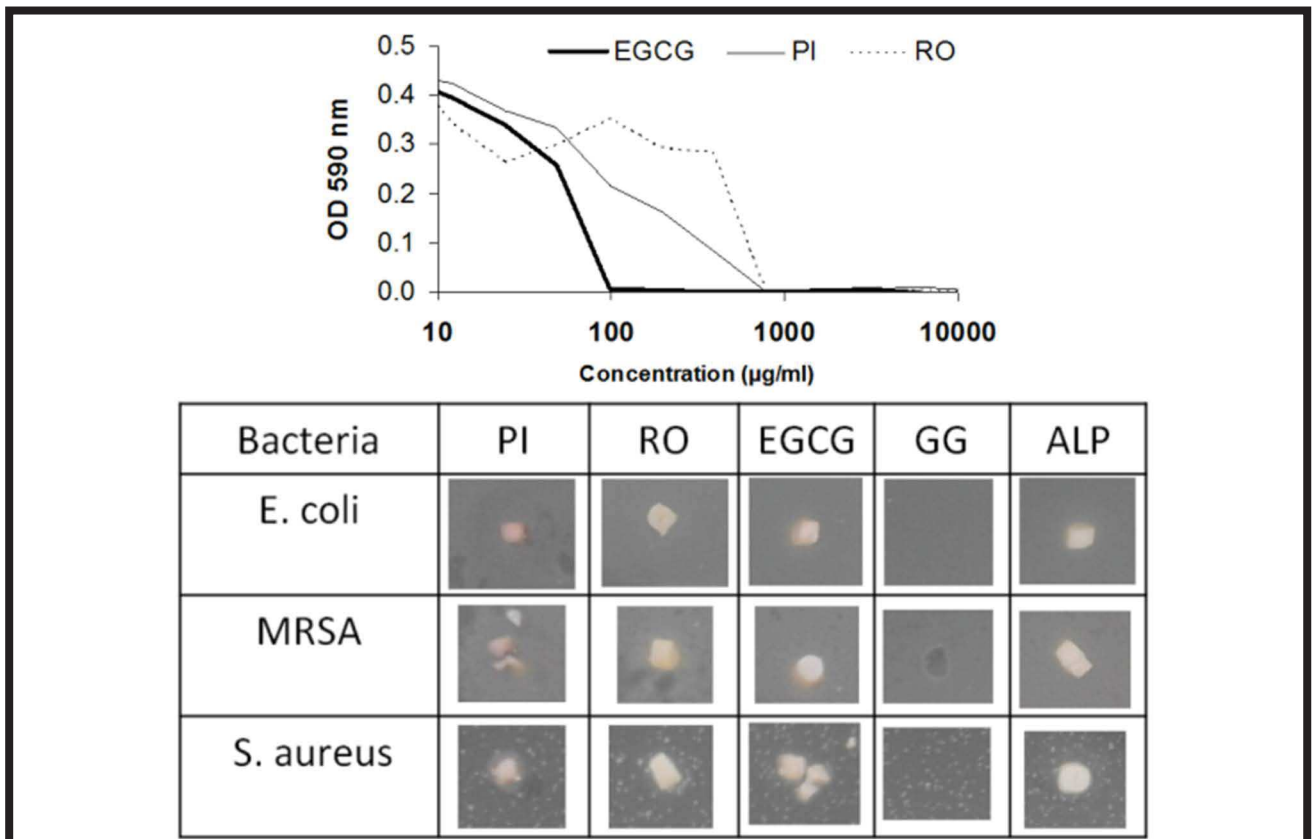 EGCG PI RO
0.5
0.4
0.3
0.2
0.1
0.0
OD 590 nm
10 100 1000 10000
Concentration (µg/ml)
Bacteria PI RO EGCG GG ALP
E. coli
MRSA
S. aureus